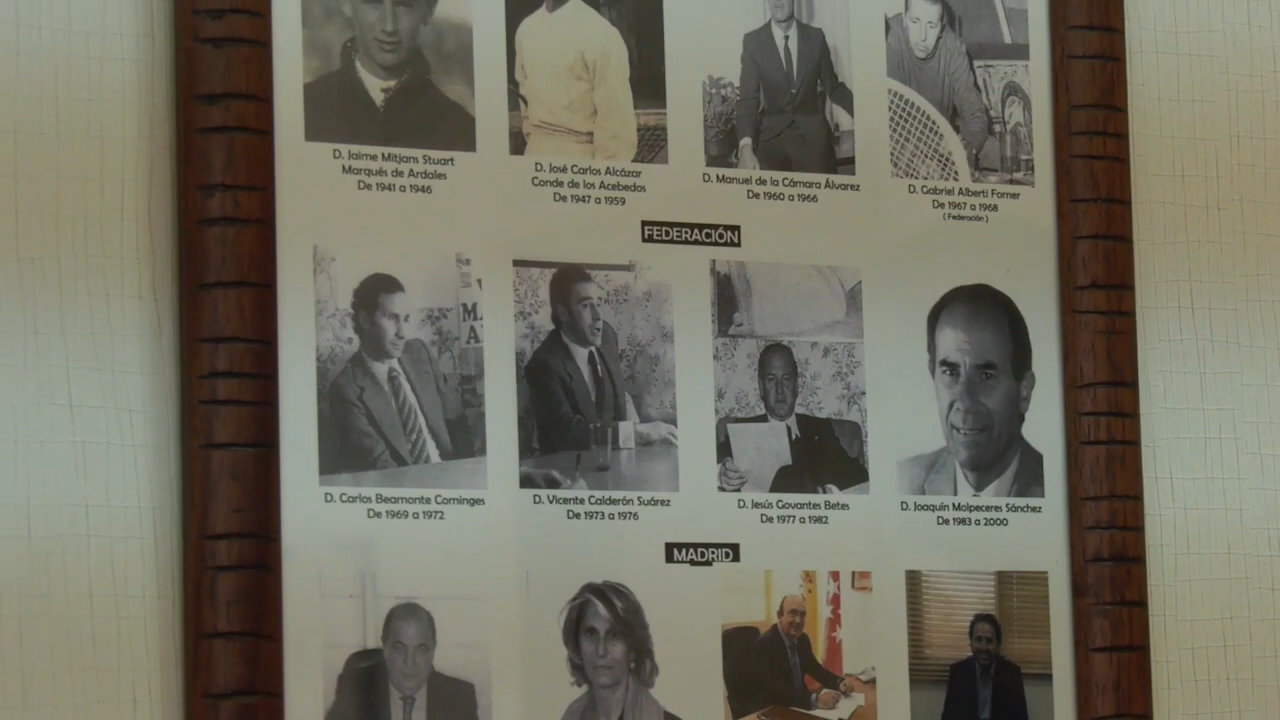 D. Jaime Mitjans Stuart
Marqués de Ardales
De 1941 a 1946
D. José Carlos Alcázar
Conde de los Acebedos
De 1947 a 1959
D. Manuel de la Cámara Álvarez
De 1960 a 1966
D. Gabriel Alberti Forner
De 1967 a 1968
( Federación )
FEDERACIÓN
D. Carlos Beamonte Cominges
De 1969 a 1972
D. Vicente Calderón Suárez
De 1973 a 1976
D. Jesús Govantes Betes
De 1977 a 1982
D. Joaquín Molpeceres Sánchez
De 1983 a 2000
MADRID